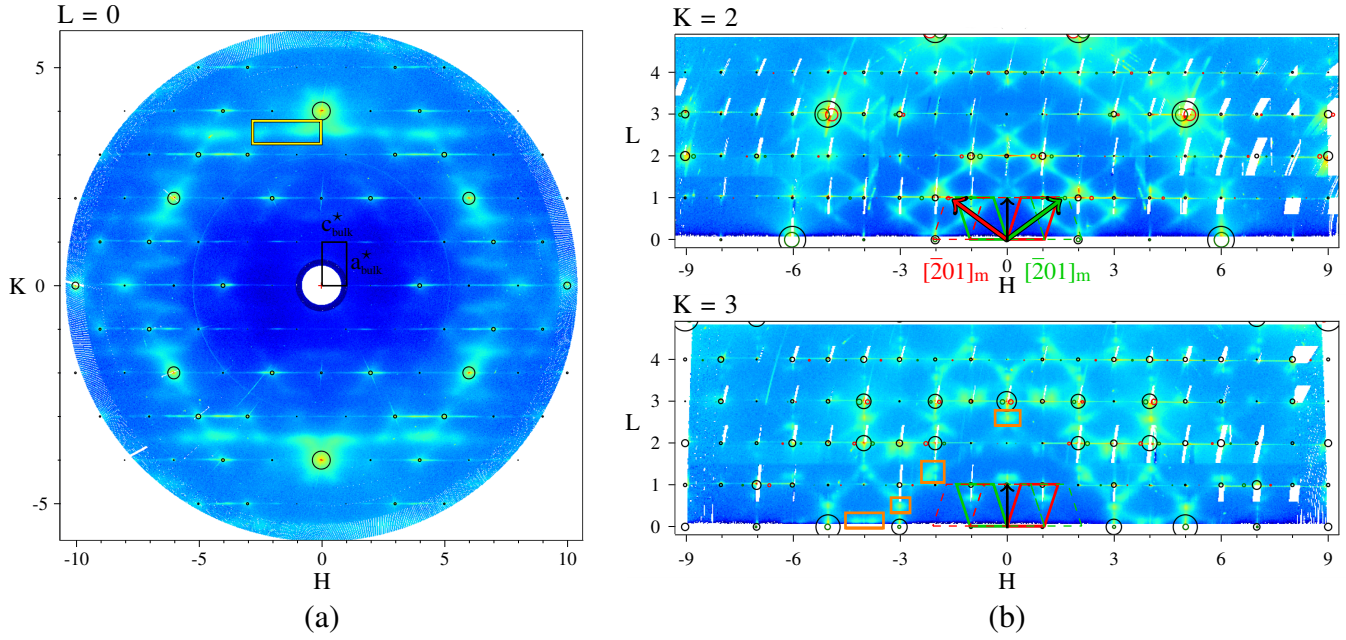 L = 0
5
K 0
-5
-10 -5 0 5 10
H
c*bulk
a*bulk
(a)
K = 2
4
3
L 2
1
0
-9 -6 -3 0 3 6 9
[2̅01]m H [2̅01]m
K = 3
4
3
L 2
1
0
-9 -6 -3 0 3 6 9
H
(b)